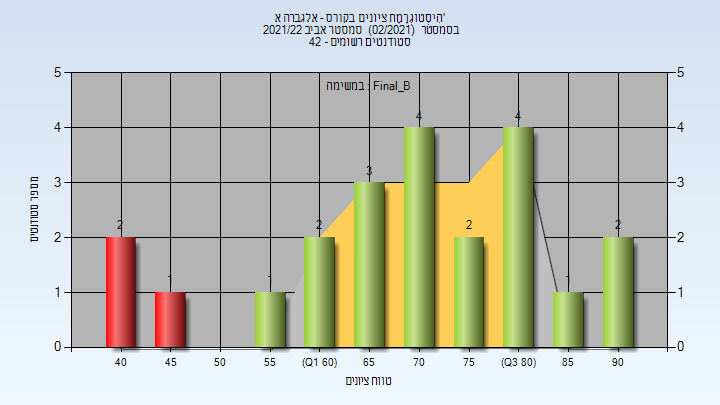 הִיסְטוֹגְרָמַת ציונים בקורס - אלגברה א'
בסמסטר (02/2021) סמסטר אביב 2021/22
סטודנטים רשומים - 42
במשימה : Final_B
5 5
4 4
3 3
2 2
1 1
0 0
2 1 1 2 3 4 2 4 1 2
מספר סטודנטים
40 45 50 55 (Q1 60) 65 70 75 (Q3 80) 85 90
טווח ציונים